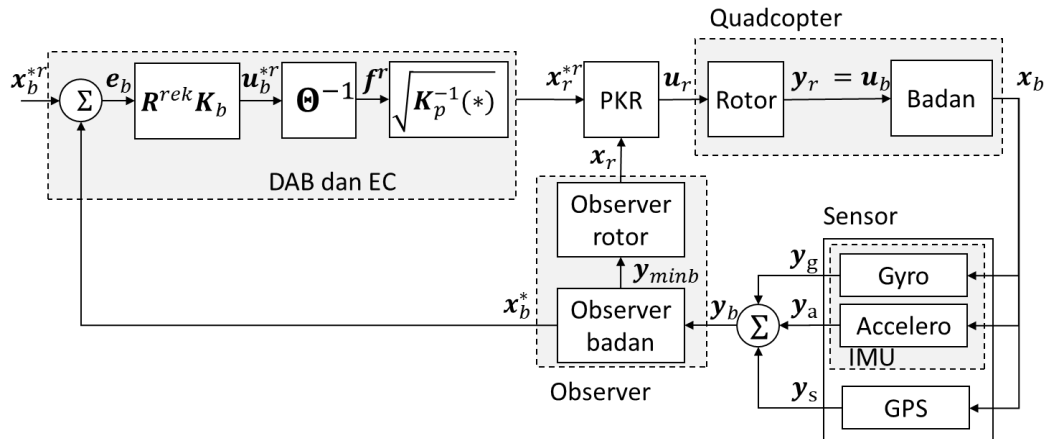 Quadcopter
x_b^{*r} Σ e_b R^{rek} K_b u_b^{*r} Θ^{-1} f^r √(K_p^{-1}(*)) x_r^{*r} PKR u_r Rotor y_r = u_b Badan x_b
DAB dan EC
x_r
Observer
rotor
y_{minb}
x_b^* Observer
badan
Observer
y_b Σ
Sensor
y_g Gyro
y_a Accelero
IMU
y_s GPS